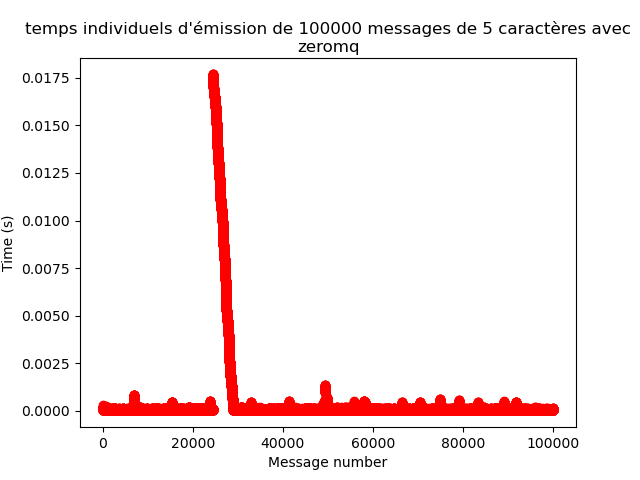 temps individuels d'émission de 100000 messages de 5 caractères avec
zeromq
0.0175
0.0150
0.0125
0.0100
0.0075
0.0050
0.0025
0.0000
Time (s)
0 20000 40000 60000 80000 100000
Message number